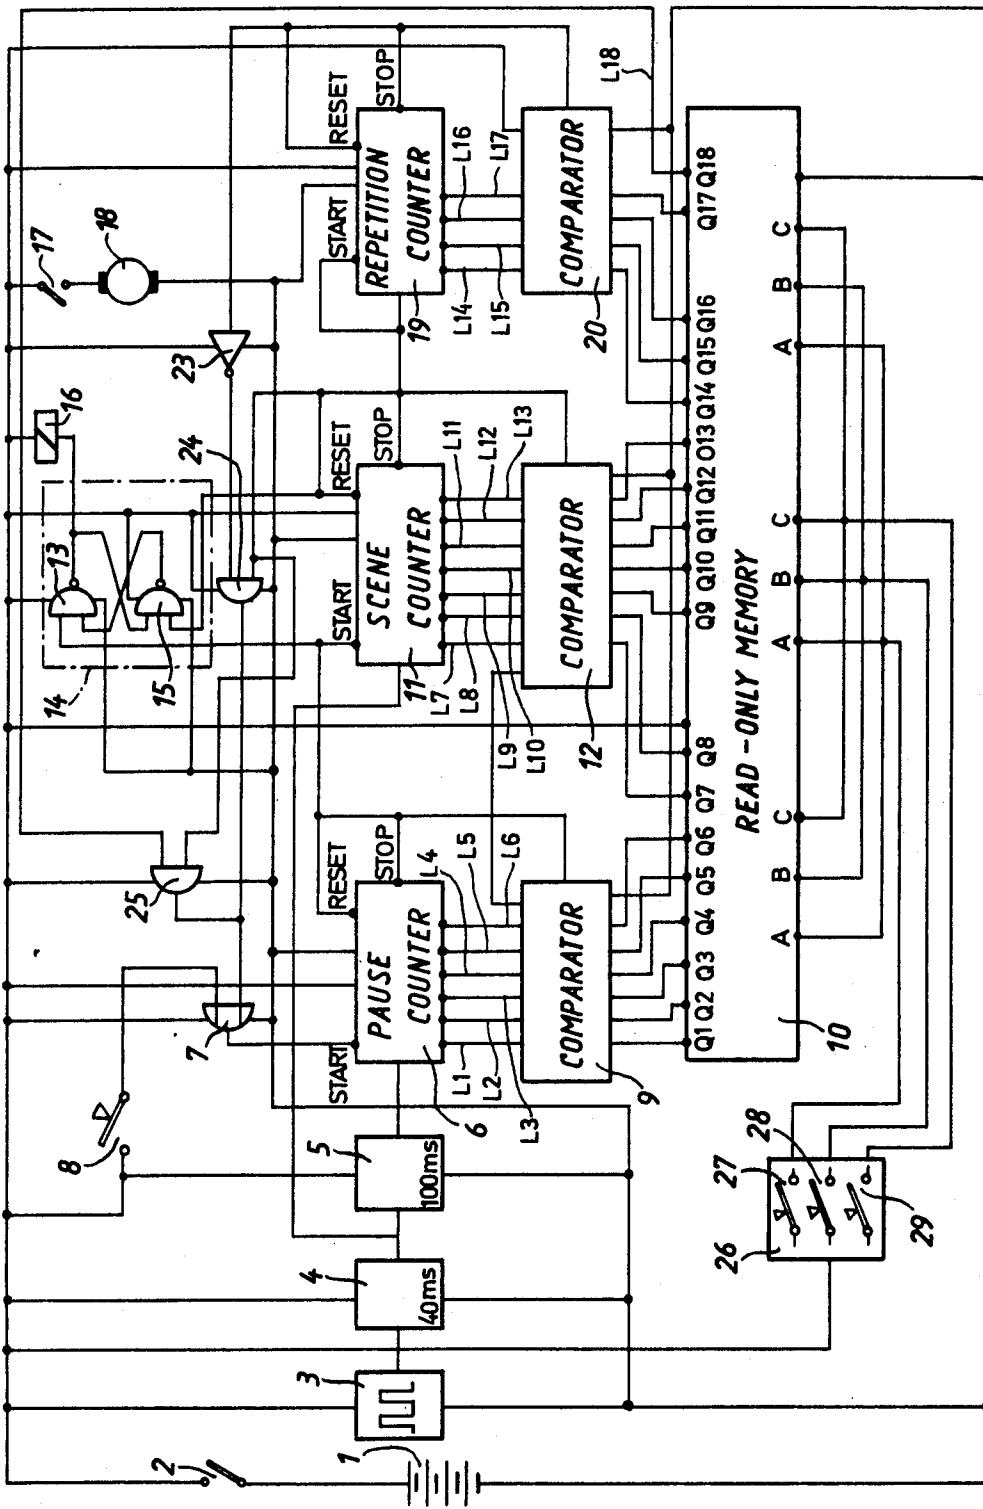 1
2
3
4
40ms
5
100ms
8
7
25
14
13
15
16
24
23
17
18
START
RESET
STOP
PAUSE
COUNTER
6
START
RESET
STOP
SCENE
COUNTER
11
START
RESET
STOP
REPETITION
COUNTER
19
L1
L2
L3
L4
L5
L6
L7
L8
L9
L10
L11
L12
L13
L14
L15
L16
L17
L18
COMPARATOR
9
COMPARATOR
12
COMPARATOR
20
Q1 Q2 Q3 Q4 Q5 Q6 Q7 Q8 Q9 Q10 Q11 Q12 O13 Q14 Q15 Q16 Q17 Q18
READ-ONLY MEMORY
10
A B C A B C A B C
26
27
28
29